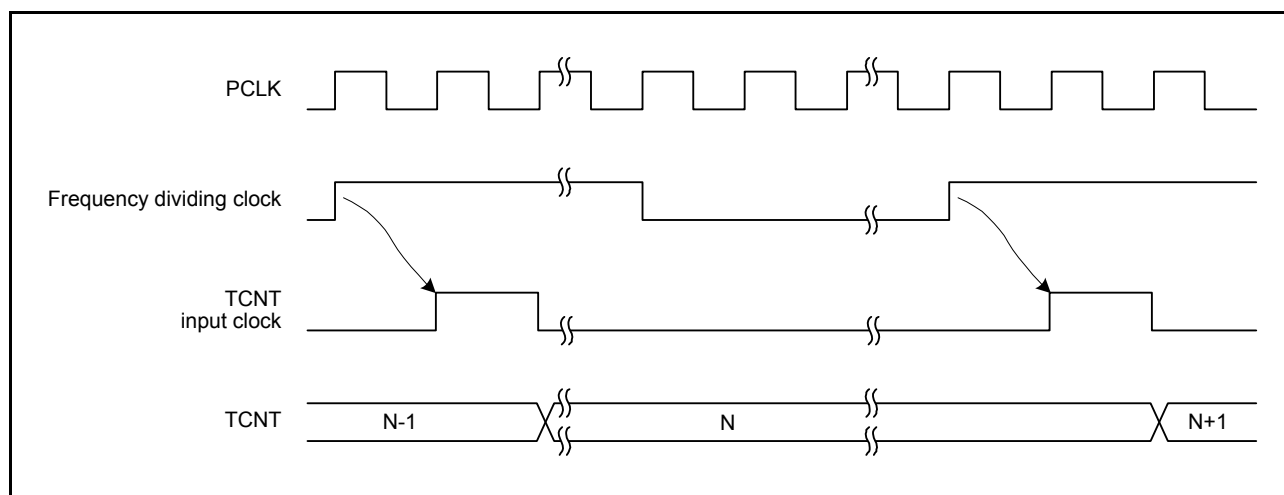 PCLK
Frequency dividing clock
TCNT
input clock
TCNT
N-1
N
N+1